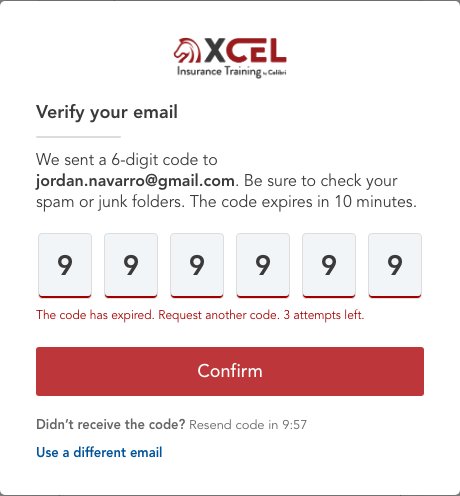 XCEL
Insurance Training by Colibri
Verify your email
We sent a 6-digit code to
jordan.navarro@gmail.com. Be sure to check your
spam or junk folders. The code expires in 10 minutes.
9 9 9 9 9 9
The code has expired. Request another code. 3 attempts left.
Confirm
Didn’t receive the code? Resend code in 9:57
Use a different email